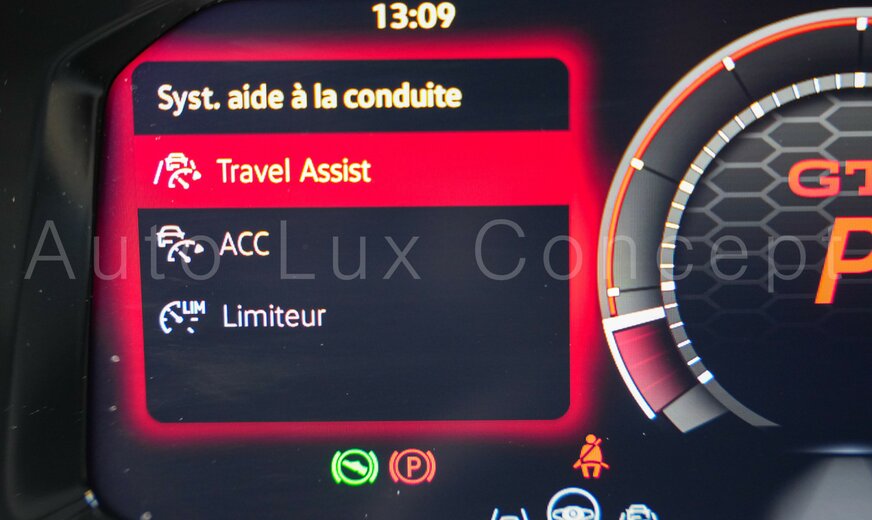 13:09
Syst. aide à la conduite
Travel Assist
ACC
Auto Lux Concept
LIM Limiteur
GT
P
P